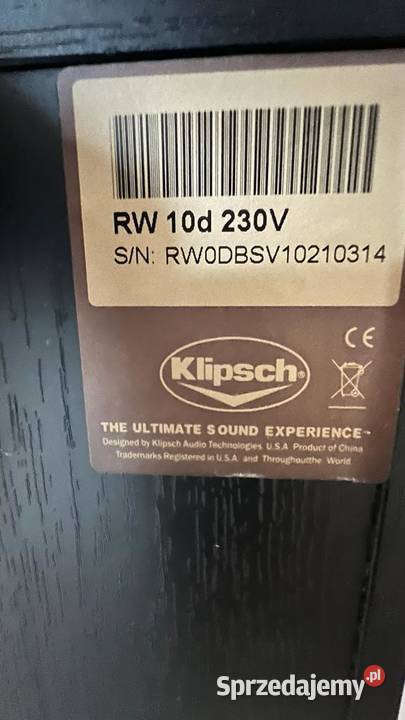 RW 10d 230V
S/N: RW0DBSV10210314
CE
Klipsch®
THE ULTIMATE SOUND EXPERIENCE™
Designed by Klipsch Audio Technologies U.S.A Product of China
Trademarks Registered in U.S.A. and Throughoutthe World
Sprzedajemy.pl